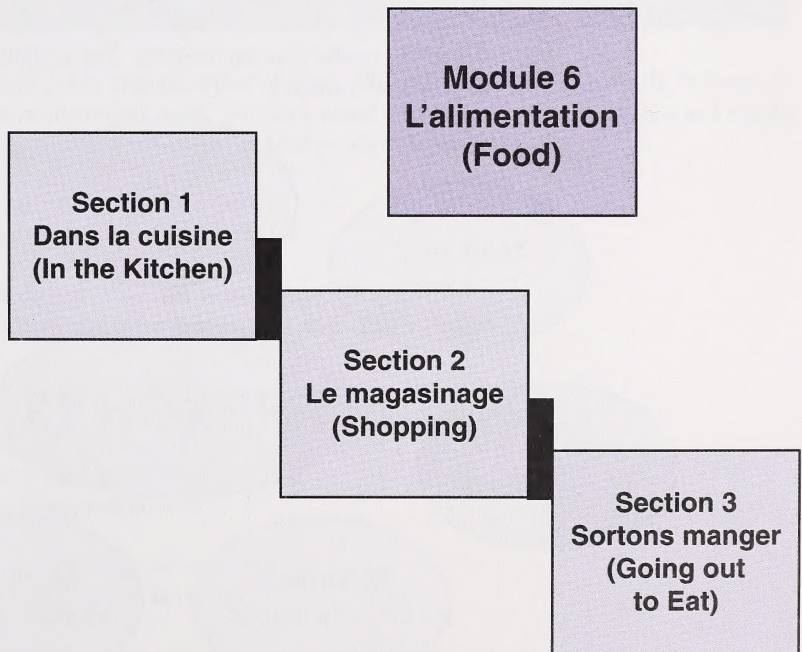 Module 6
L'alimentation
(Food)
Section 1
Dans la cuisine
(In the Kitchen)
Section 2
Le magasinage
(Shopping)
Section 3
Sortons manger
(Going out
to Eat)